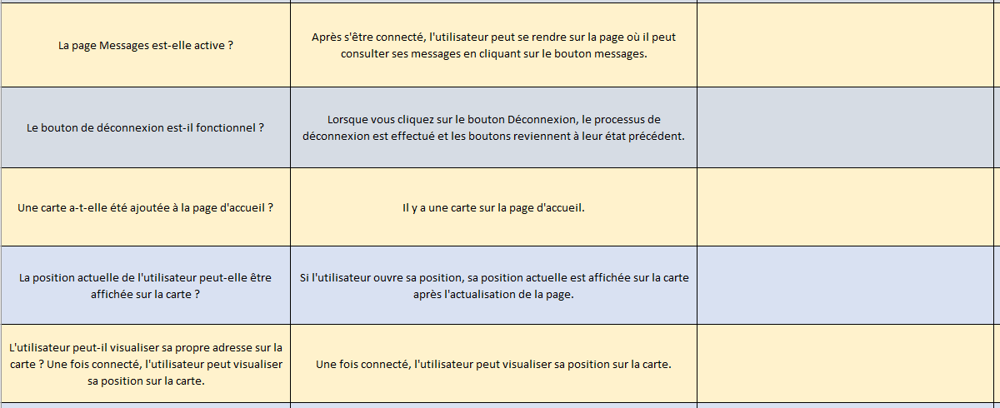 La page Messages est-elle active ?
Après s'être connecté, l'utilisateur peut se rendre sur la page où il peut
consulter ses messages en cliquant sur le bouton messages.
Le bouton de déconnexion est-il fonctionnel ?
Lorsque vous cliquez sur le bouton Déconnexion, le processus de
déconnexion est effectué et les boutons reviennent à leur état précédent.
Une carte a-t-elle été ajoutée à la page d'accueil ?
Il y a une carte sur la page d'accueil.
La position actuelle de l'utilisateur peut-elle être
affichée sur la carte ?
Si l'utilisateur ouvre sa position, sa position actuelle est affichée sur la carte
après l'actualisation de la page.
L'utilisateur peut-il visualiser sa propre adresse sur la
carte ? Une fois connecté, l'utilisateur peut visualiser
sa position sur la carte.
Une fois connecté, l'utilisateur peut visualiser sa position sur la carte.